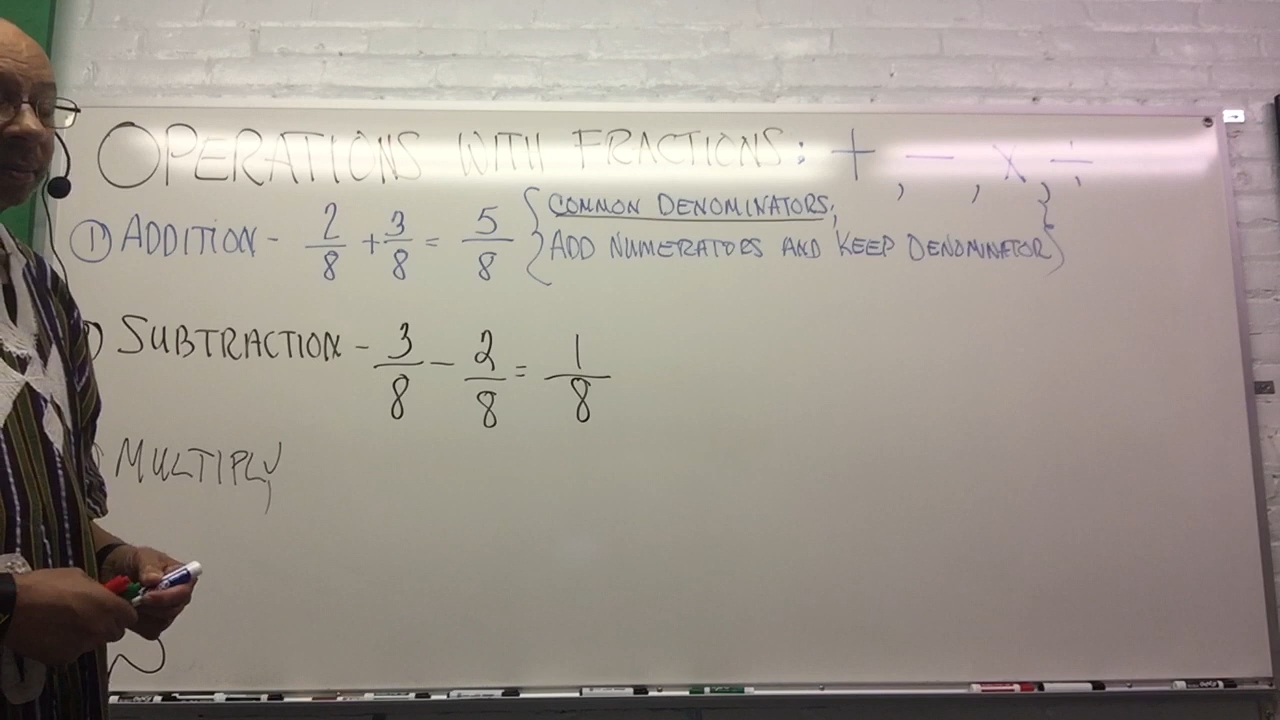 OPERATIONS WITH FRACTIONS: +, -, x, ÷;
① ADDITION - 2/8 + 3/8 = 5/8 { COMMON DENOMINATORS; }
{ ADD NUMERATORS AND KEEP DENOMINATOR }
) SUBTRACTION - 3/8 - 2/8 = 1/8
MULTIPLY